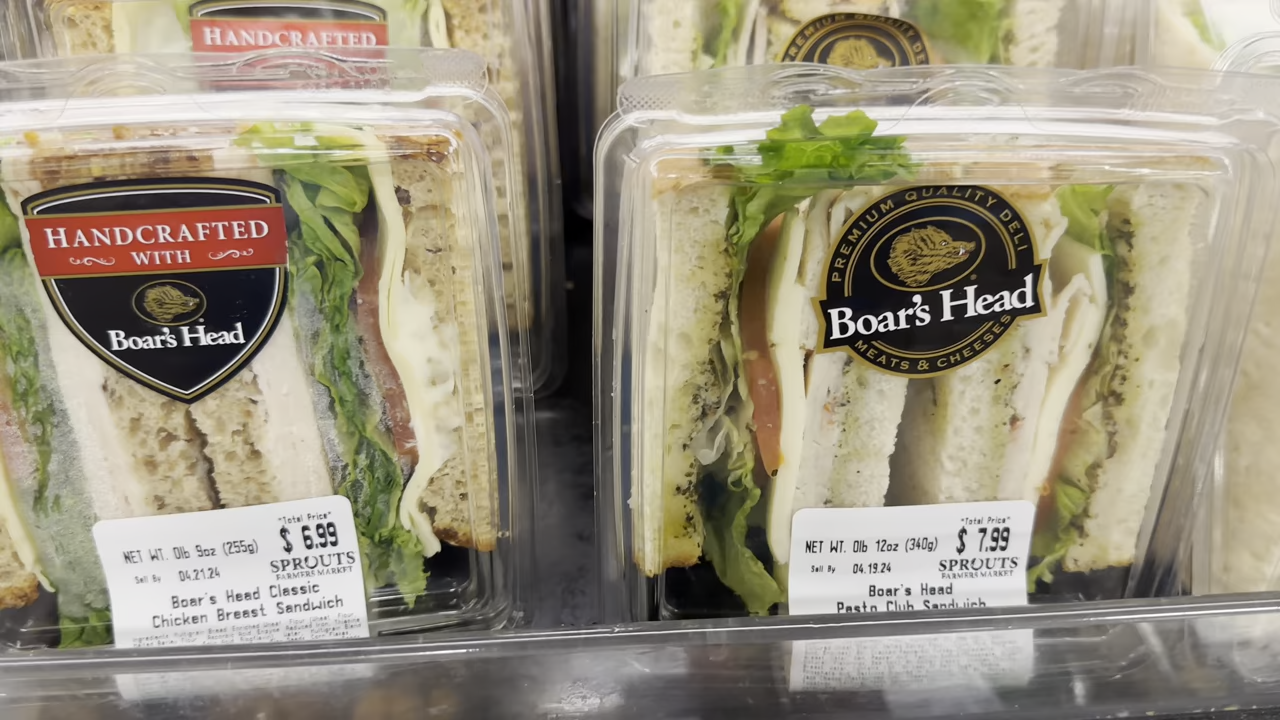 HANDCRAFTED
PREMIUM QUALITY DELI
HANDCRAFTED
WITH
Boar's Head
"Total Price"
NET WT. 0lb 9oz (255g) $ 6.99
Sell By 04.21.24 SPROUTS
FARMERS MARKET
Boar's Head Classic
Chicken Breast Sandwich
PREMIUM QUALITY DELI
Boar's Head
MEATS & CHEESES
"Total Price"
NET WT. 0lb 12oz (340g) $ 7.99
Sell By 04.19.24 SPROUTS
FARMERS MARKET
Boar's Head
Pesto Club Sandwich